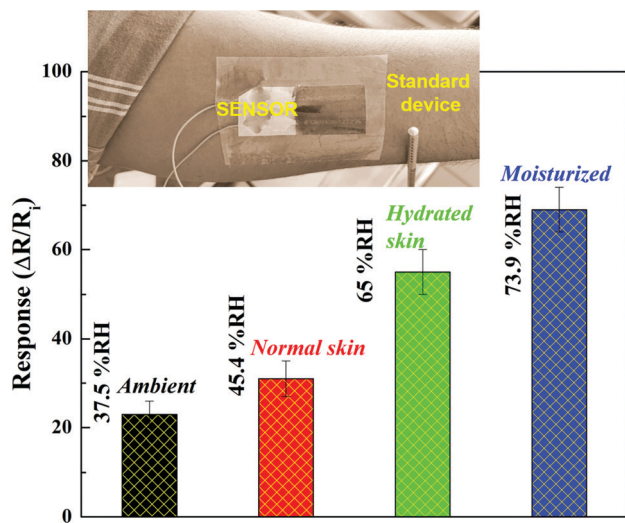 100
80
60
40
20
0
Response (ΔR/Rᵢ)
SENSOR
Standard
device
37.5 %RH
Ambient
45.4 %RH
Normal skin
65 %RH
Hydrated
skin
73.9 %RH
Moisturized